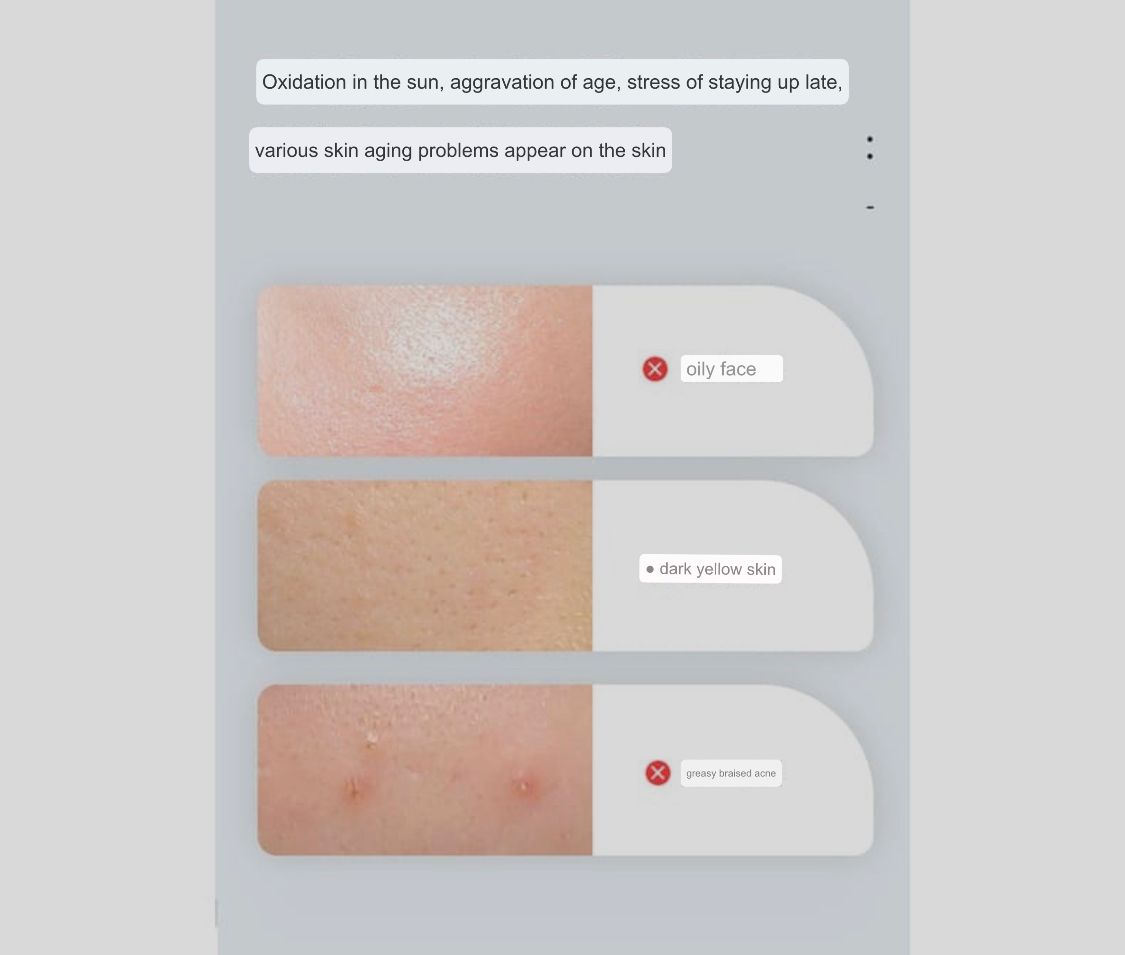 Oxidation in the sun, aggravation of age, stress of staying up late,
various skin aging problems appear on the skin
oily face
• dark yellow skin
greasy braised acne